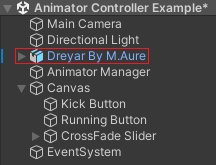 Animator Controller Example*
Main Camera
Directional Light
Dreyar By M.Aure
Animator Manager
Canvas
Kick Button
Running Button
CrossFade Slider
EventSystem